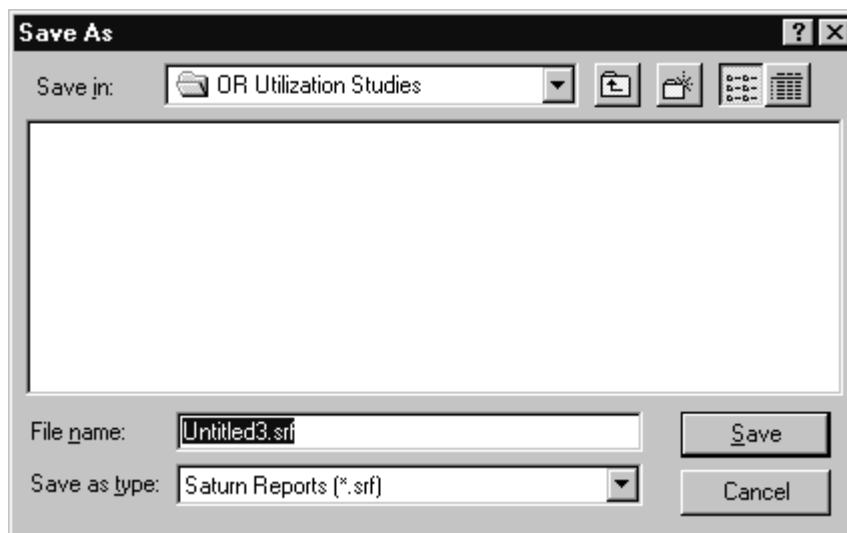 Save As
Save in: OR Utilization Studies
File name: Untitled3.srf
Save
Save as type: Saturn Reports (*.srf)
Cancel